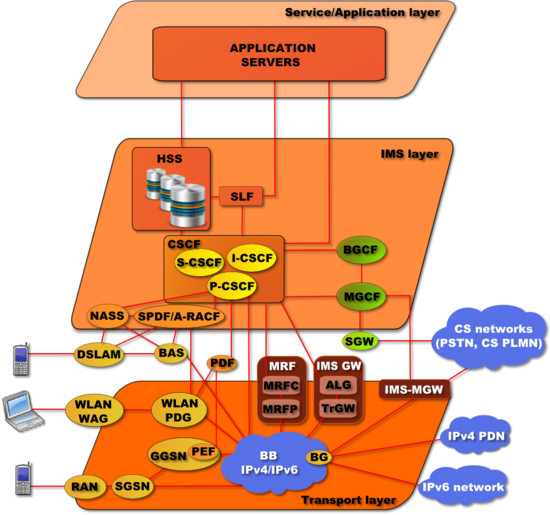 Service/Application layer
APPLICATION
SERVERS
HSS
IMS layer
SLF
CSCF
S-CSCF
I-CSCF
P-CSCF
BGCF
MGCF
NASS
SPDF/A-RACF
SGW
CS networks
(PSTN, CS PLMN)
DSLAM
BAS
PDF
MRF
MRFC
MRFP
IMS GW
ALG
TrGW
IMS-MGW
WLAN
WAG
WLAN
PDG
GGSN
PEF
BB
IPv4/IPv6
BG
IPv4 PDN
IPv6 network
RAN
SGSN
Transport layer